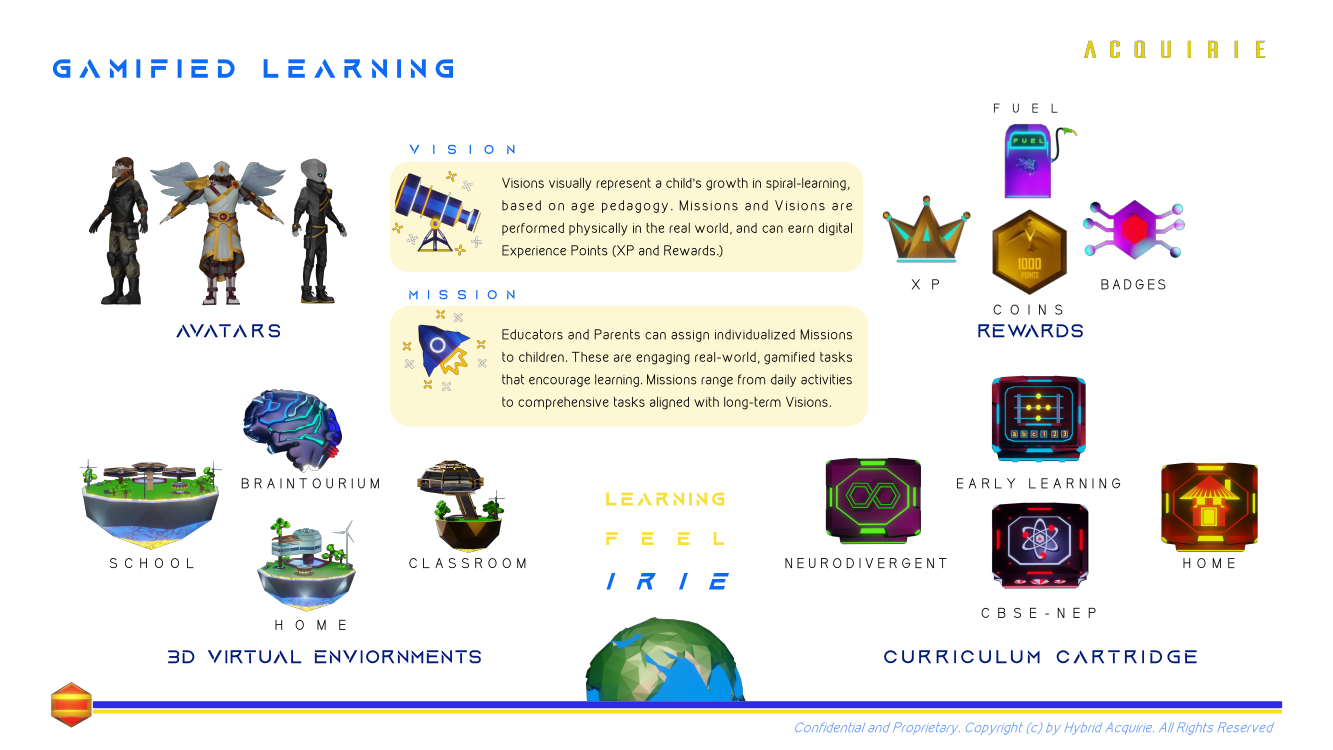 GAMIFIED LEARNING
ACQUIRIE
VISION
Visions visually represent a child's growth in spiral-learning,
based on age pedagogy. Missions and Visions are
performed physically in the real world, and can earn digital
Experience Points (XP and Rewards.)
MISSION
Educators and Parents can assign individualized Missions
to children. These are engaging real-world, gamified tasks
that encourage learning. Missions range from daily activities
to comprehensive tasks aligned with long-term Visions.
AVATARS
FUEL
FUEL
XP
1000
POINTS
COINS
BADGES
REWARDS
BRAINTOURIUM
SCHOOL
CLASSROOM
HOME
3D VIRTUAL ENVIORNMENTS
LEARNING
FEEL
IRIE
a b c 1 2 3
EARLY LEARNING
NEURODIVERGENT
HOME
CBSE-NEP
CURRICULUM CARTRIDGE
Confidential and Proprietary. Copyright (c) by Hybrid Acquirie. All Rights Reserved